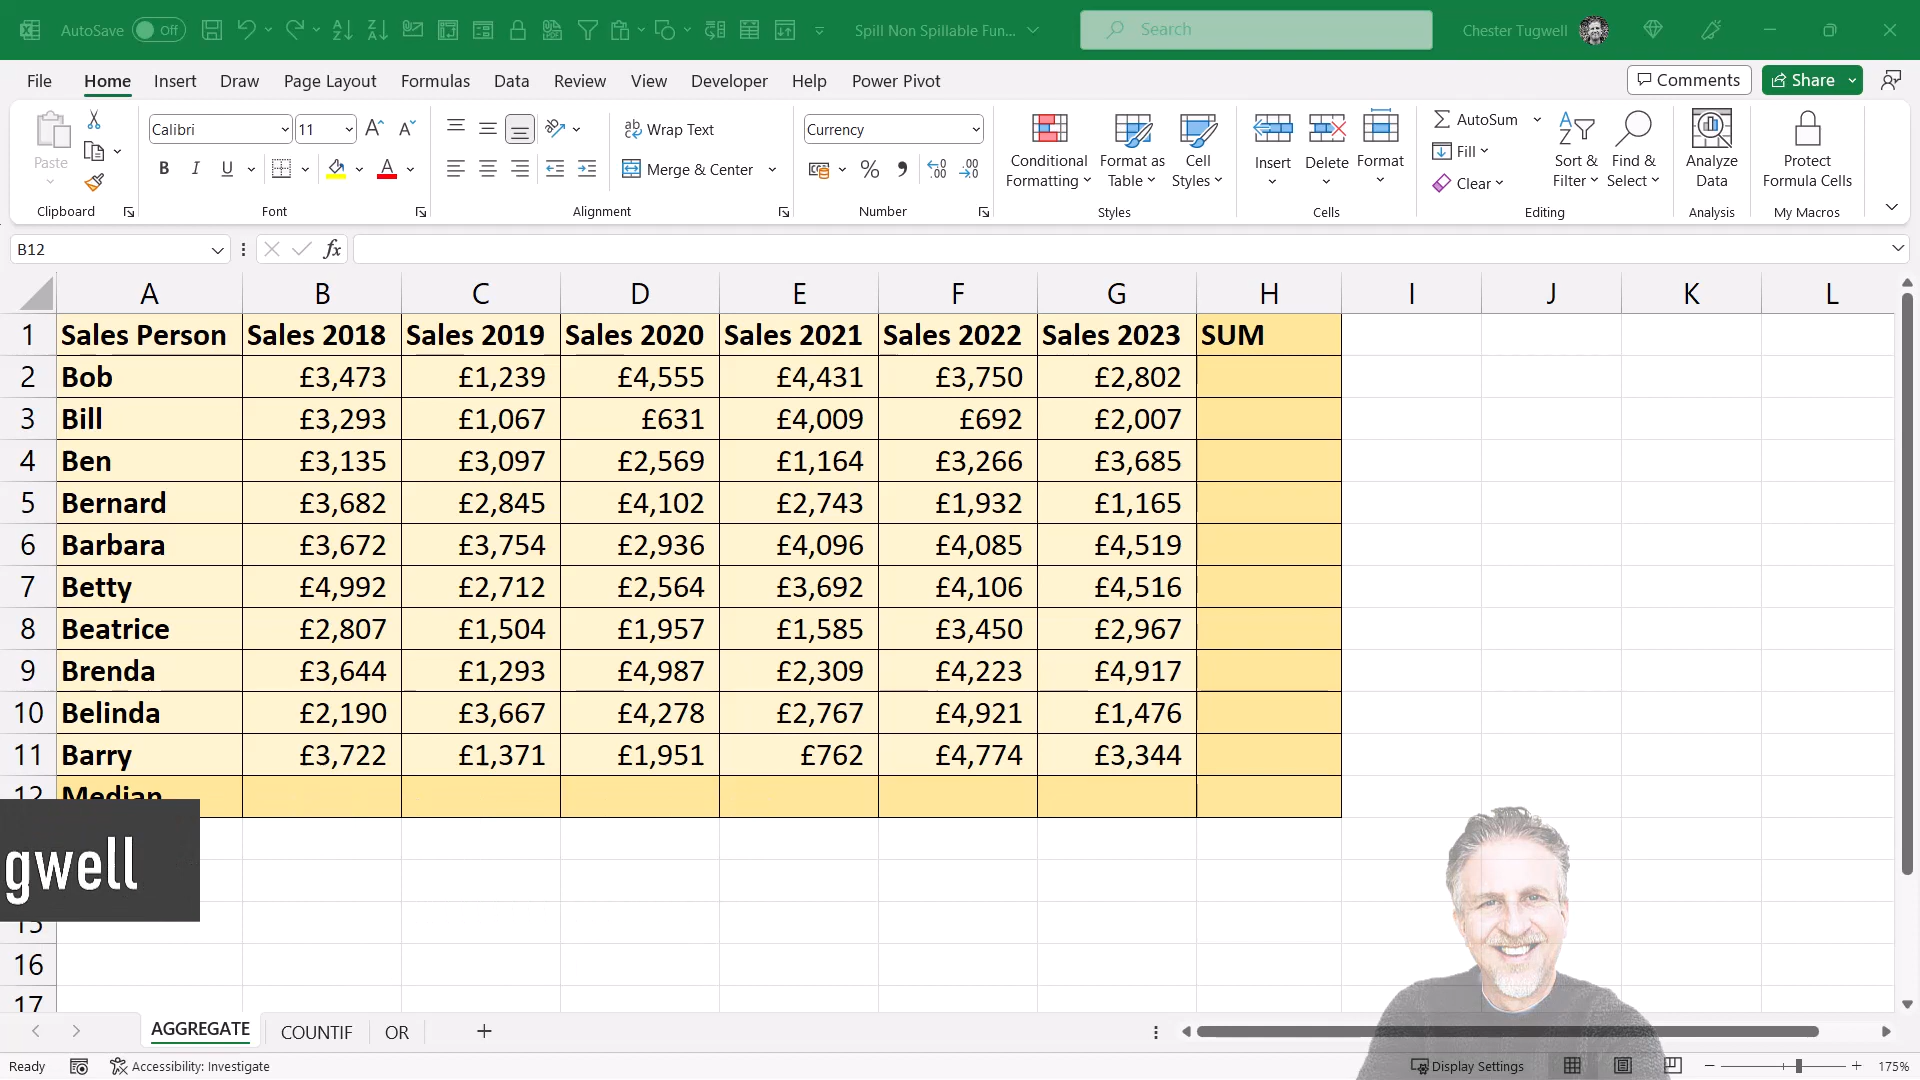 AutoSave Off Spill Non Spillable Fun... Search Chester Tugwell
File Home Insert Draw Page Layout Formulas Data Review View Developer Help Power Pivot Comments Share
Paste Calibri 11 Wrap Text Currency Conditional Formatting Format as Table Cell Styles Insert Delete Format AutoSum Sort & Filter Find & Select Analyze Data Protect Formula Cells
B I U Merge & Center % Fill
Clear
Clipboard Font Alignment Number Styles Cells Editing Analysis My Macros
B12 fx
A B C D E F G H I J K L
1 Sales Person Sales 2018 Sales 2019 Sales 2020 Sales 2021 Sales 2022 Sales 2023 SUM
2 Bob £3,473 £1,239 £4,555 £4,431 £3,750 £2,802
3 Bill £3,293 £1,067 £631 £4,009 £692 £2,007
4 Ben £3,135 £3,097 £2,569 £1,164 £3,266 £3,685
5 Bernard £3,682 £2,845 £4,102 £2,743 £1,932 £1,165
6 Barbara £3,672 £3,754 £2,936 £4,096 £4,085 £4,519
7 Betty £4,992 £2,712 £2,564 £3,692 £4,106 £4,516
8 Beatrice £2,807 £1,504 £1,957 £1,585 £3,450 £2,967
9 Brenda £3,644 £1,293 £4,987 £2,309 £4,223 £4,917
10 Belinda £2,190 £3,667 £4,278 £2,767 £4,921 £1,476
11 Barry £3,722 £1,371 £1,951 £762 £4,774 £3,344
12 Median
gwell
15
16
17
AGGREGATE COUNTIF OR
Ready Accessibility: Investigate Display Settings 175%